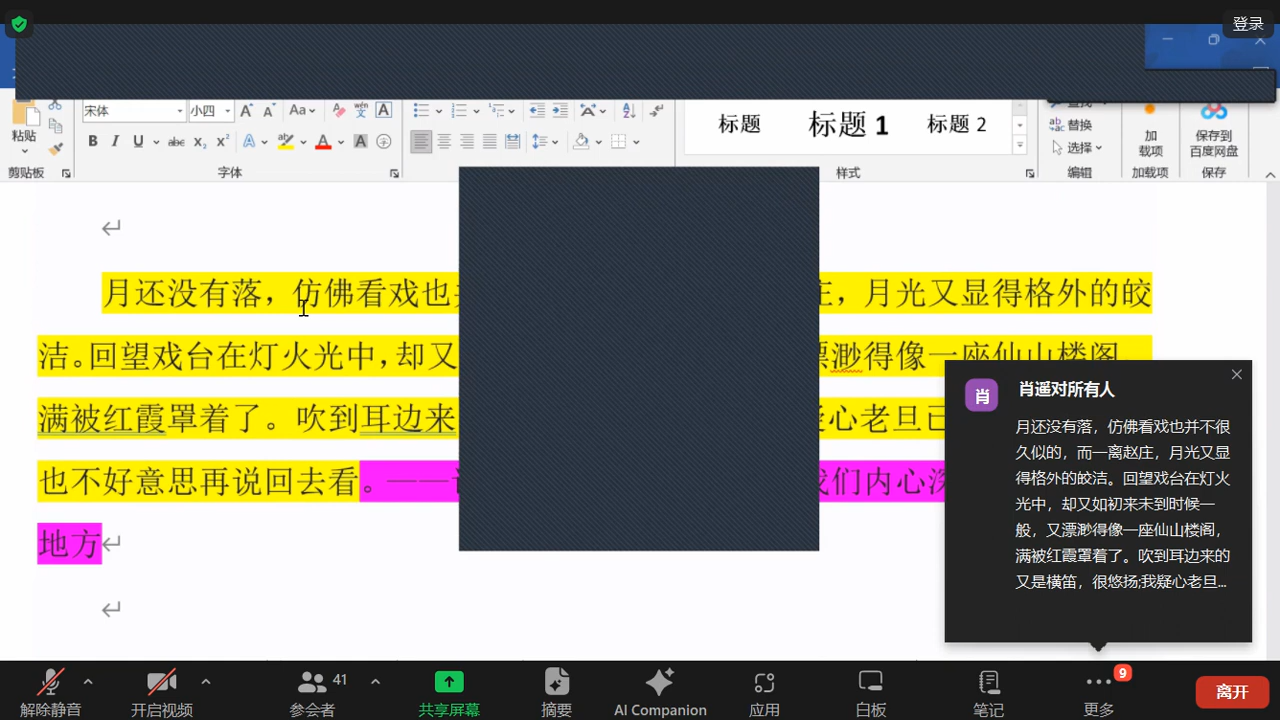 登录
宋体
小四
Aa
粘贴
剪贴板
B I U abc x₂ x² A A A
字体
标题
标题 1
标题 2
样式
替换
选择
编辑
加
载项
加载项
保存到
百度网盘
保存
月还没有落，仿佛看戏也
，月光又显得格外的皎
洁。回望戏台在灯火光中，却又
渺得像一座仙山楼阁，
满被红霞罩着了。吹到耳边来
心老旦已
也不好意思再说回去看。——
们内心深
地方
肖
肖遥对所有人
月还没有落，仿佛看戏也并不很
久似的，而一离赵庄，月光又显
得格外的皎洁。回望戏台在灯火
光中，却又如初来未到时候一
般，又漂渺得像一座仙山楼阁，
满被红霞罩着了。吹到耳边来的
又是横笛，很悠扬;我疑心老旦...
解除静音
开启视频
41
参会者
共享屏幕
摘要
AI Companion
应用
白板
笔记
9
更多
离开